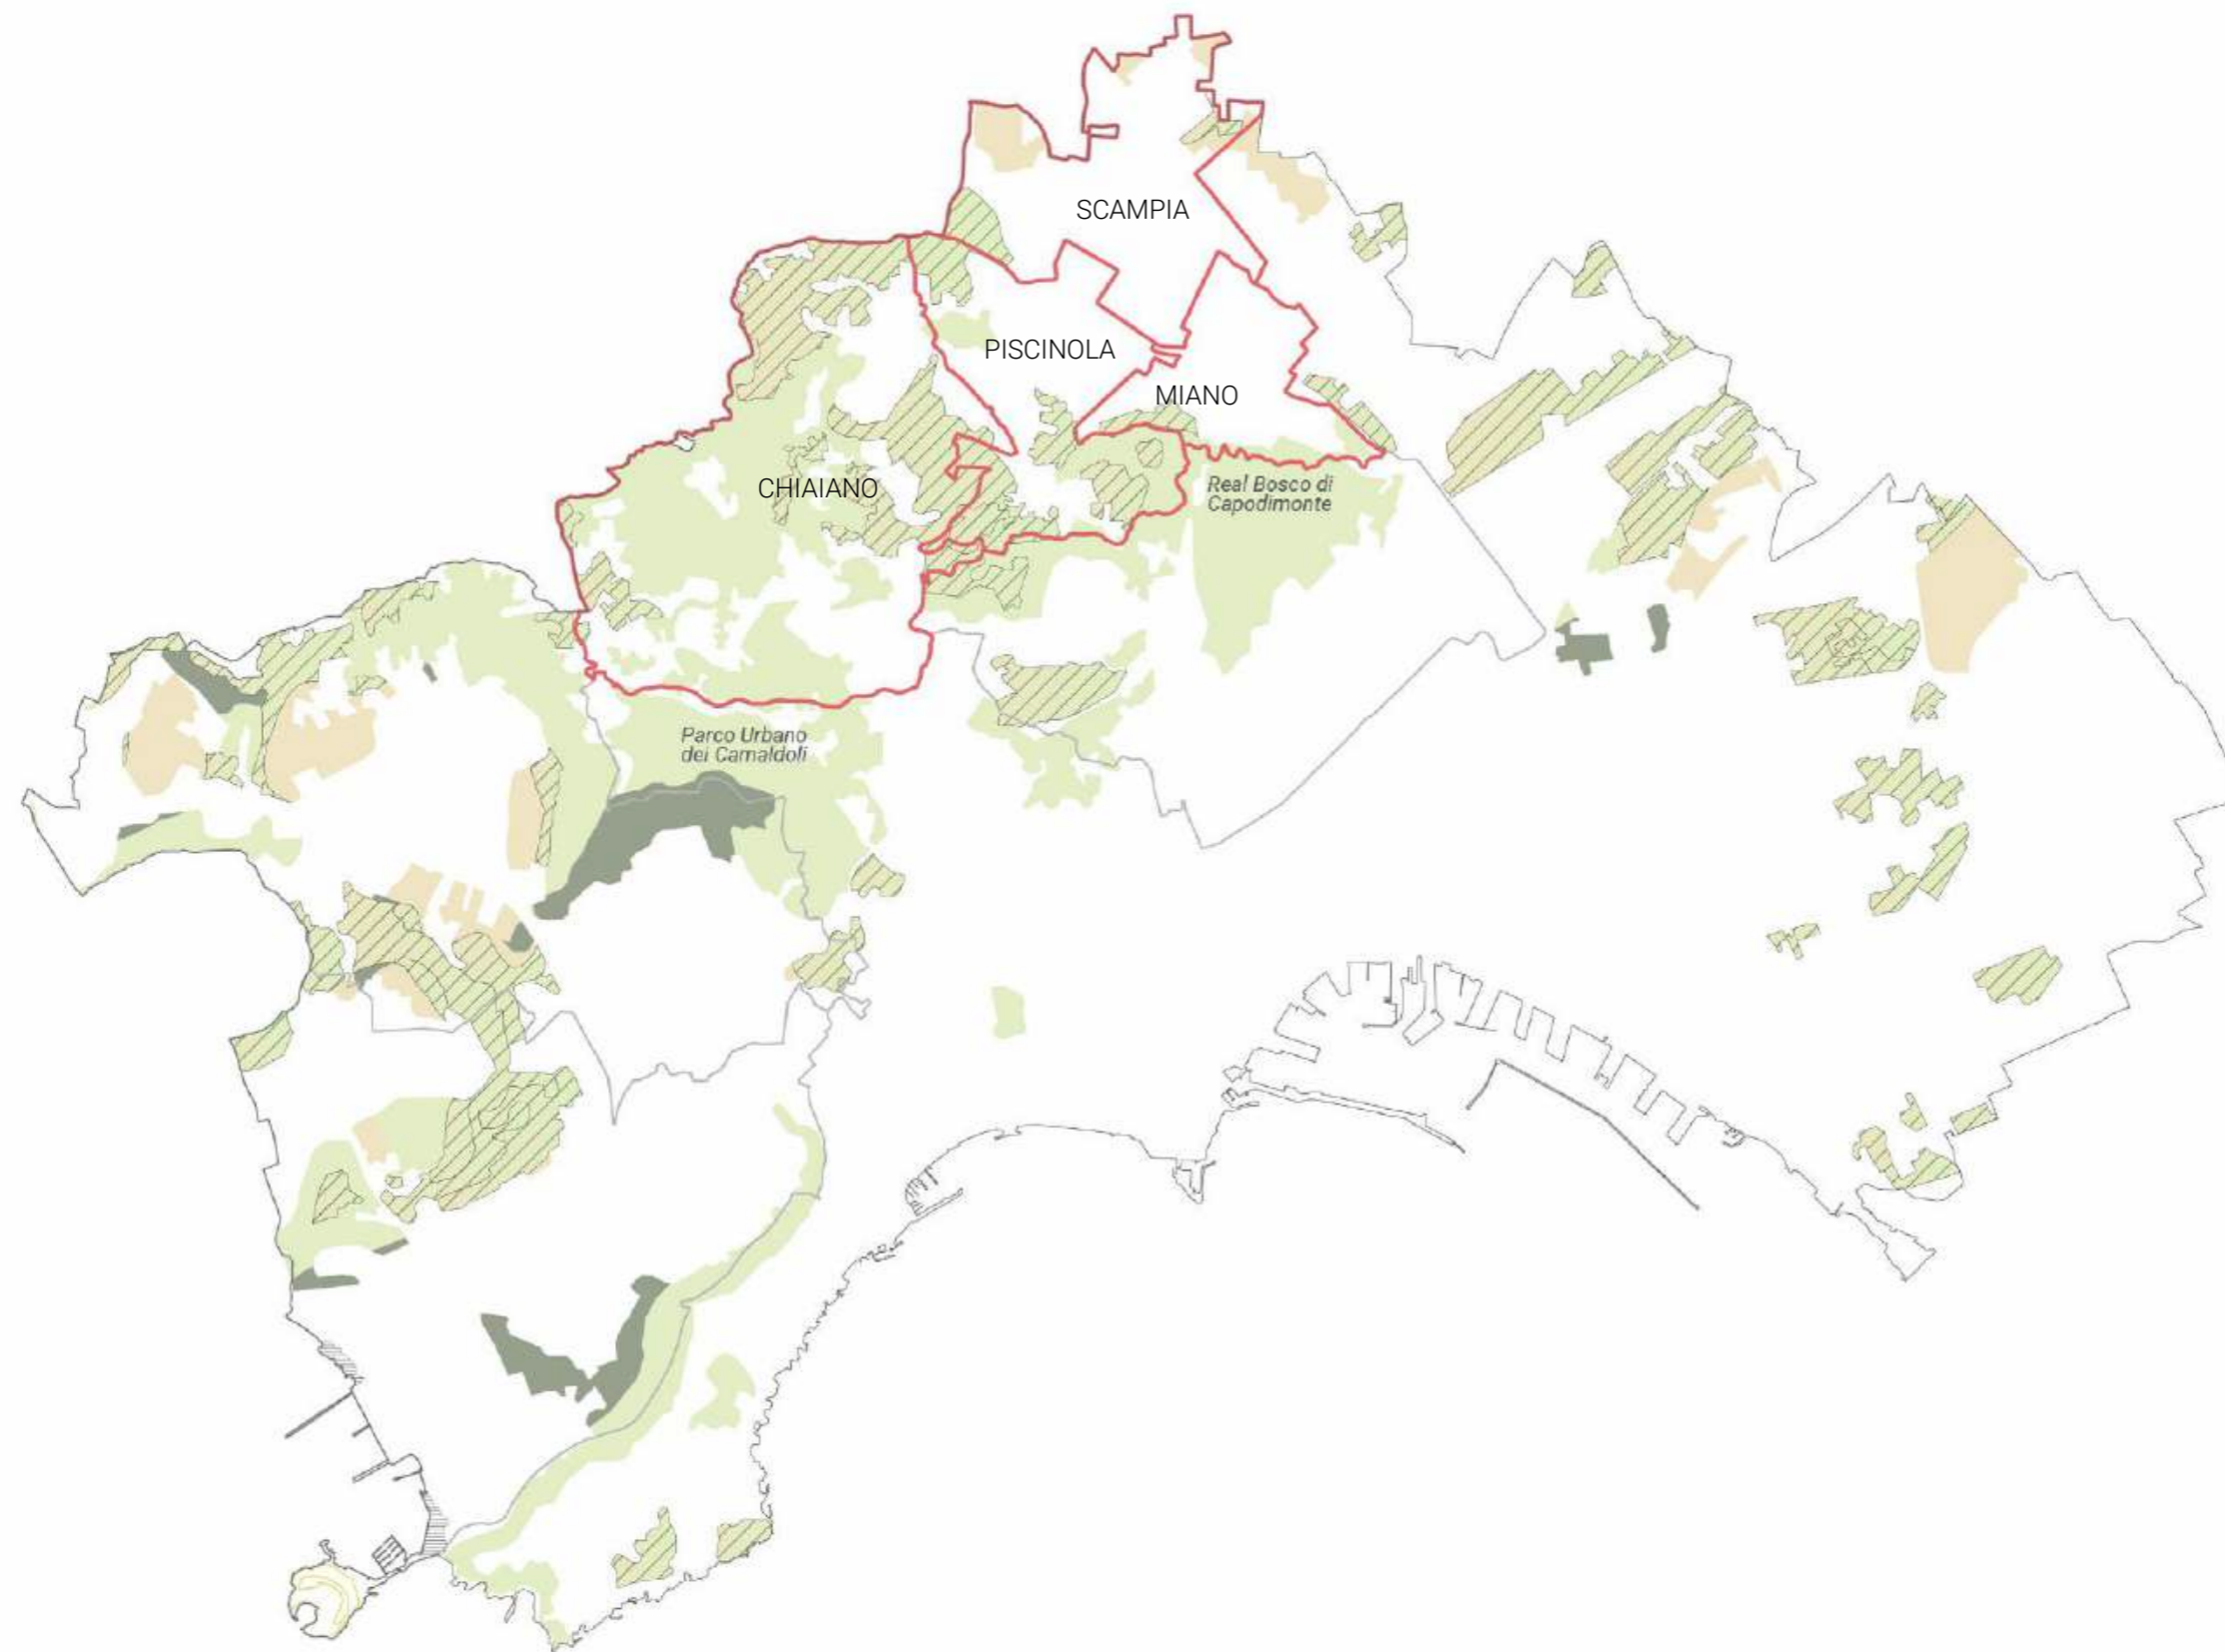 SCAMPIA
PISCINOLA
MIANO
CHIAIANO
Real Bosco di
Capodimonte
Parco Urbano
dei Camaldoli